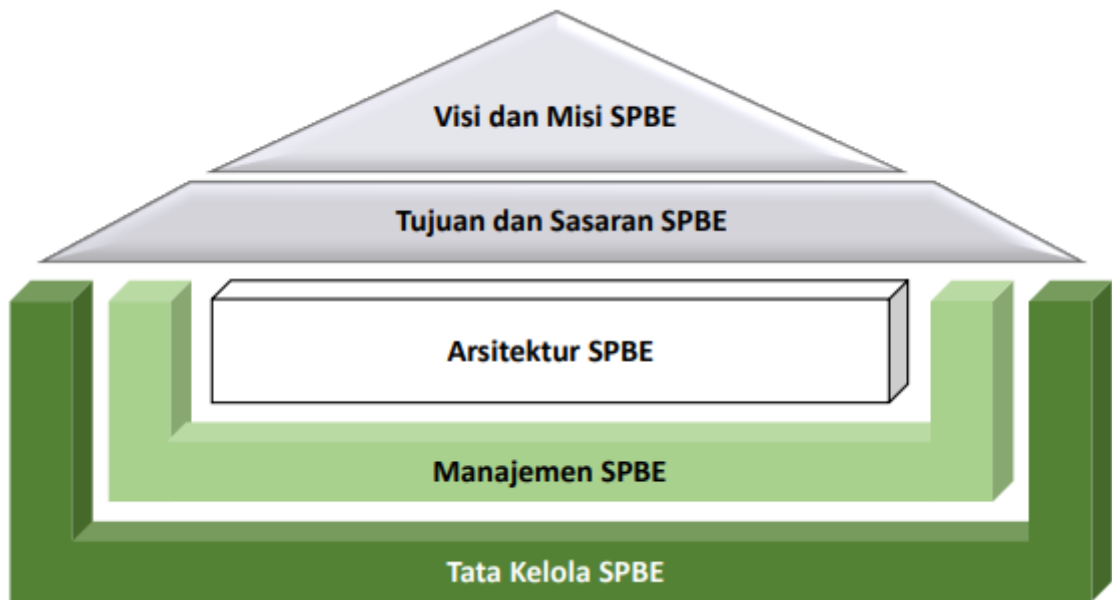 Visi dan Misi SPBE
Tujuan dan Sasaran SPBE
Arsitektur SPBE
Manajemen SPBE
Tata Kelola SPBE